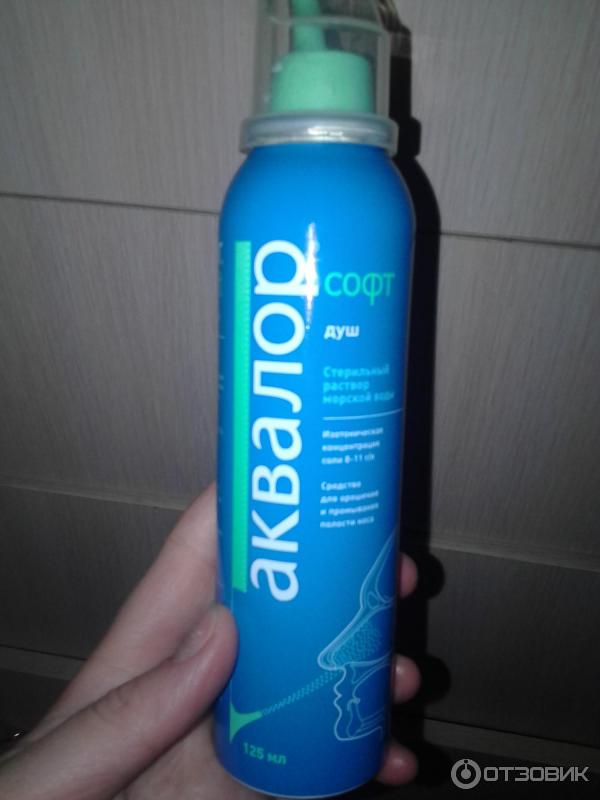 аквалор
софт
душ
Стерильный
раствор
морской воды
Изотоническая
концентрация
соли 8-11 г/л
Средство
для орошения
и промывания
полости носа
125 мл
ОТЗОВИК